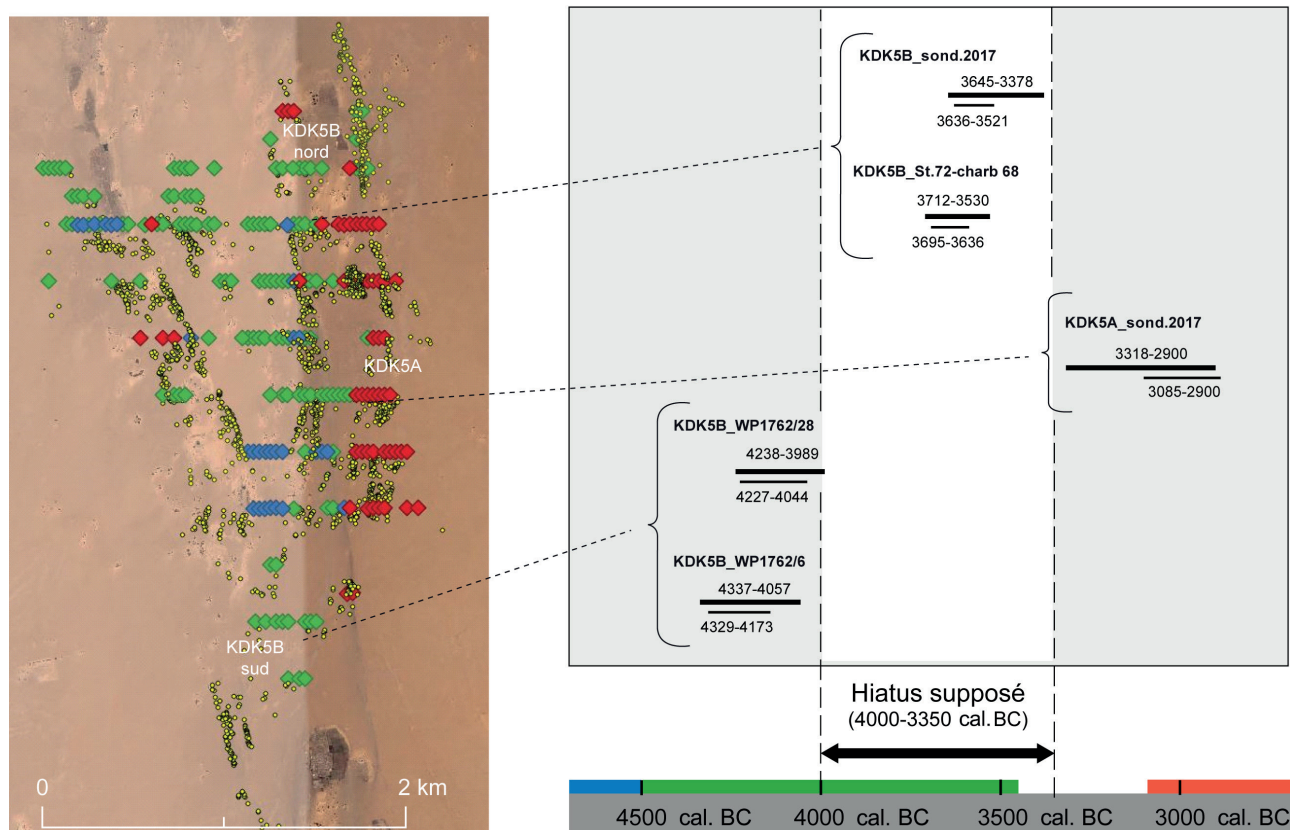 KDK5B
nord
KDK5A
KDK5B
sud
0
2 km
KDK5B_sond.2017
3645-3378
3636-3521
KDK5B_St.72-charb 68
3712-3530
3695-3636
KDK5A_sond.2017
3318-2900
3085-2900
KDK5B_WP1762/28
4238-3989
4227-4044
KDK5B_WP1762/6
4337-4057
4329-4173
Hiatus supposé
(4000-3350 cal. BC)
4500 cal. BC 4000 cal. BC 3500 cal. BC 3000 cal. BC